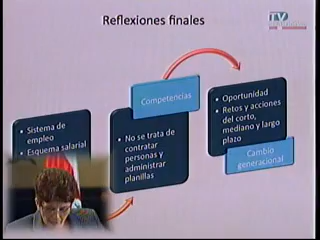 Reflexiones finales
TV
• Sistema de
empleo
• Esquema salarial
Competencias
• No se trata de
contratar
personas y
administrar
planillas
• Oportunidad
• Retos y acciones
del corto,
mediano y largo
plazo
Cambio
generacional